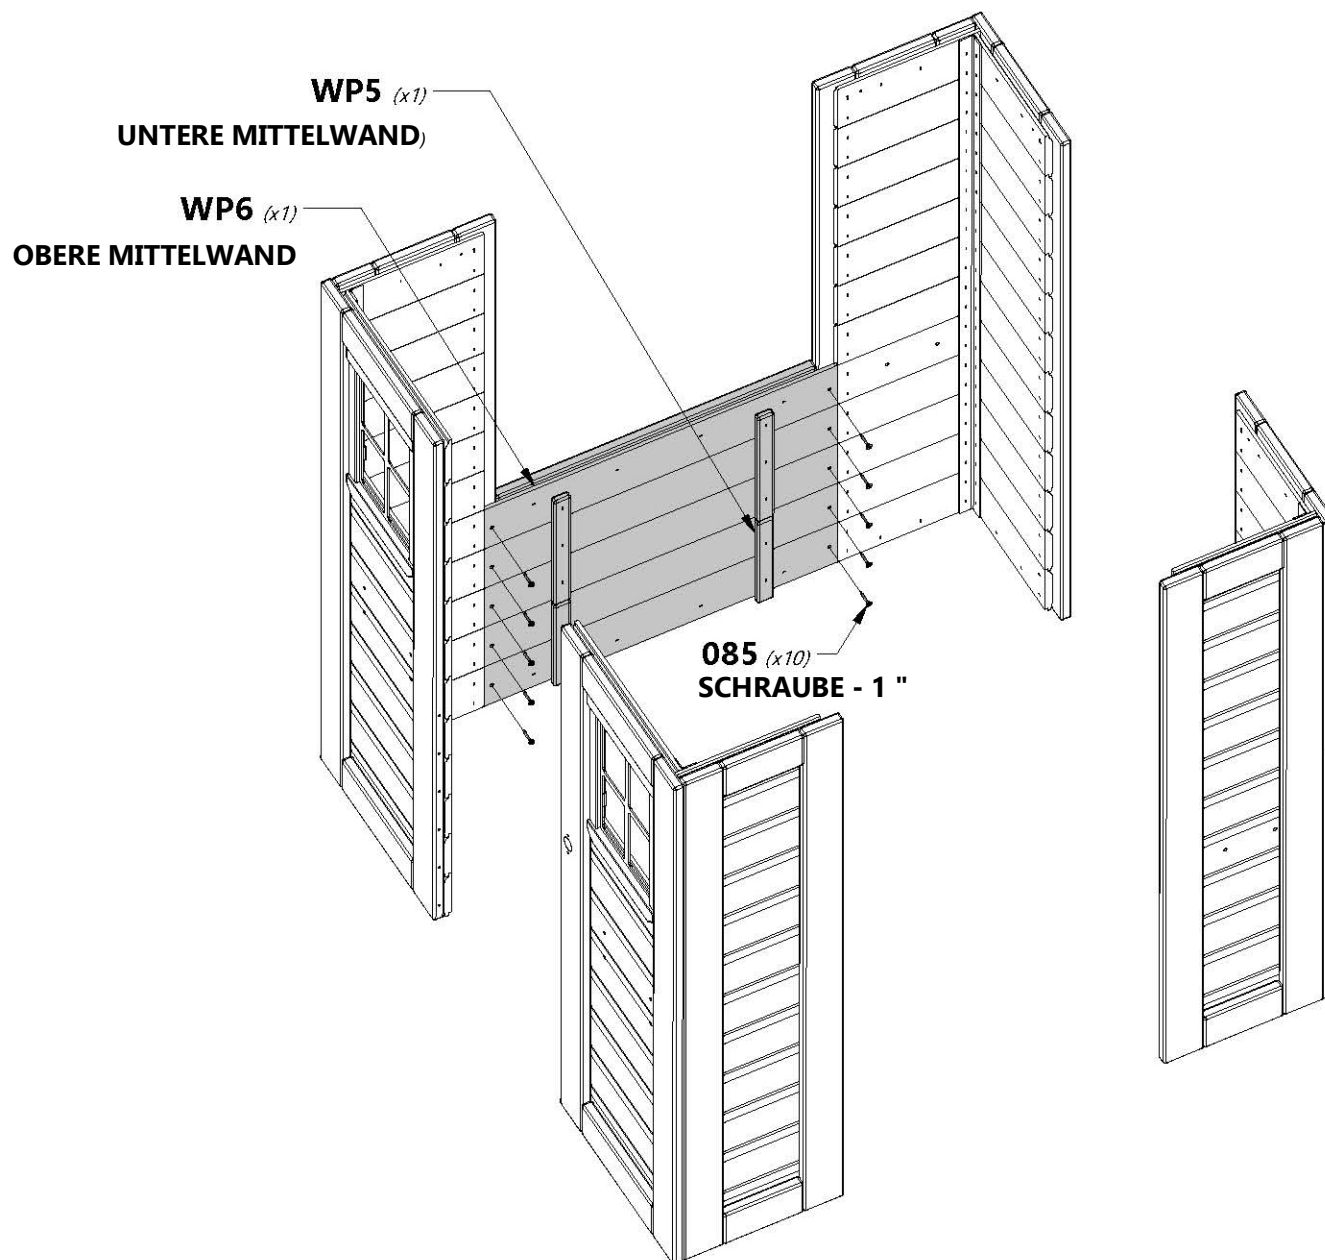 WP5 (x1)
UNTERE MITTELWAND)
WP6 (x1)
OBERE MITTELWAND
085 (x10)
SCHRAUBE - 1 "